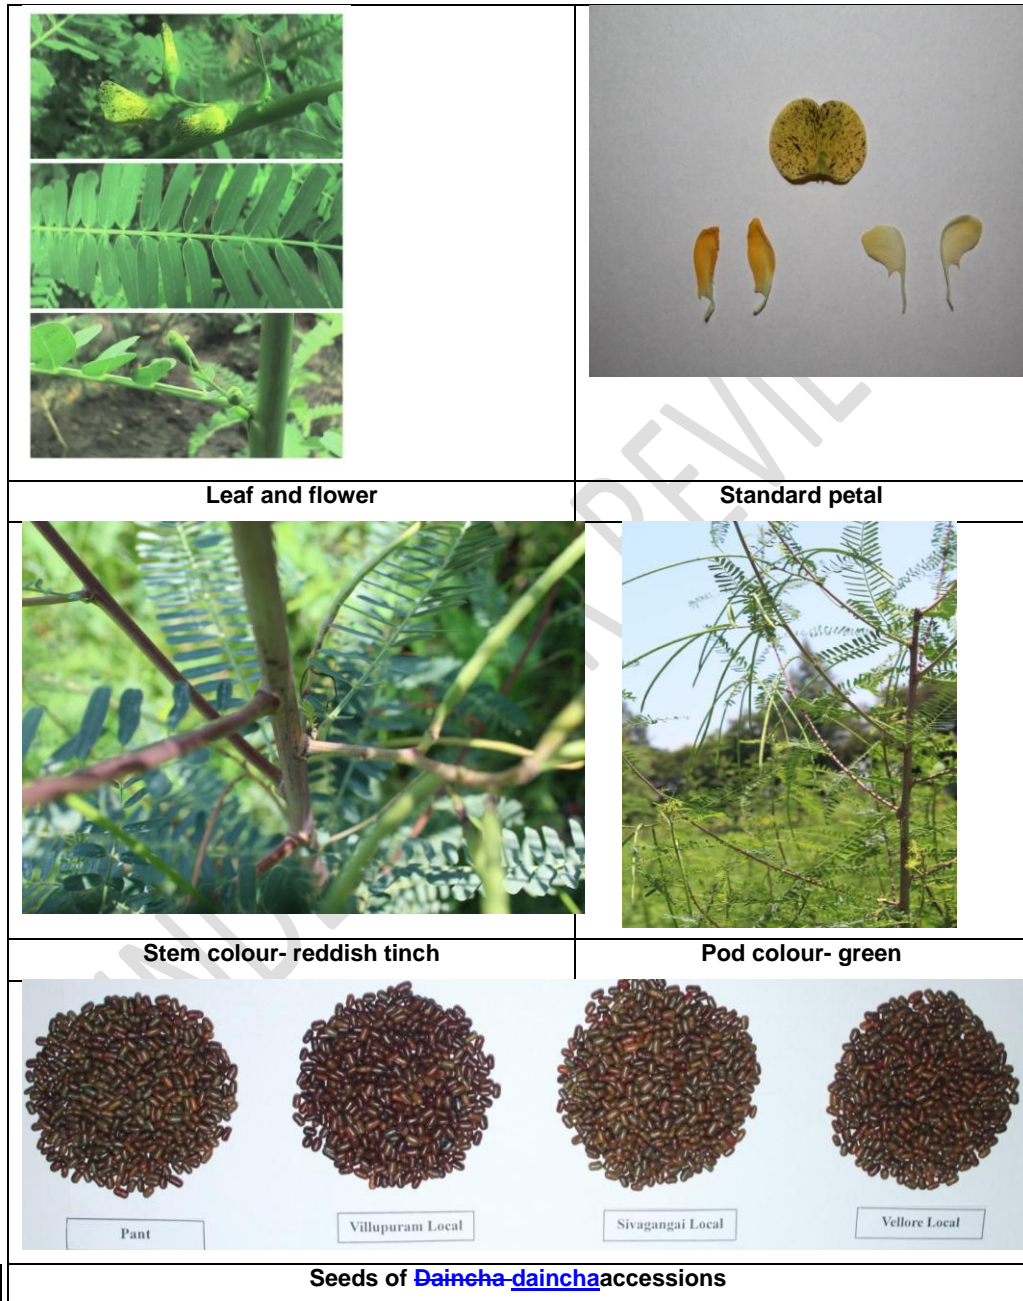 Leaf and flower
Standard petal
Stem colour- reddish tinch
Pod colour- green
Pant
Villupuram Local
Sivagangai Local
Vellore Local
Seeds of Daincha dainchaaccessions